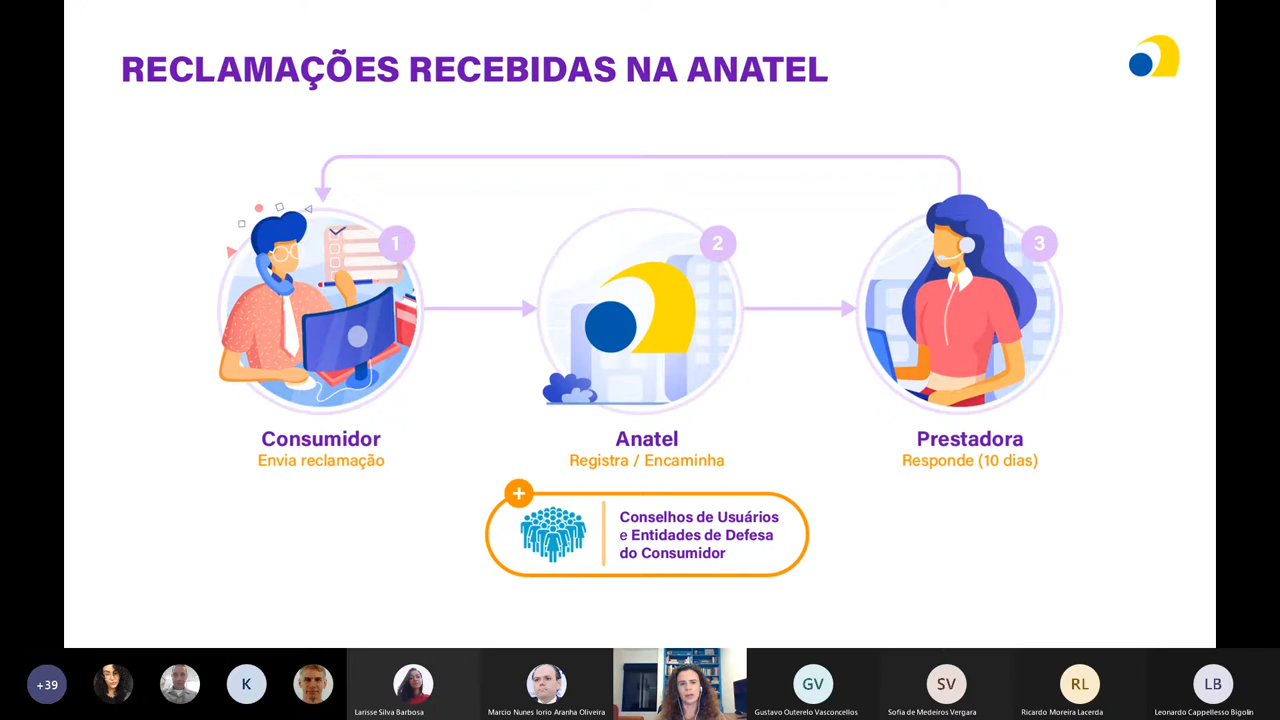 RECLAMAÇÕES RECEBIDAS NA ANATEL
1
2
3
Consumidor
Envia reclamação
Anatel
Registra / Encaminha
Prestadora
Responde (10 dias)
+
Conselhos de Usuários
e Entidades de Defesa
do Consumidor
+39
K
GV
SV
RL
LB
Larisse Silva Barbosa
Marcio Nunes Iorio Aranha Oliveira
Gustavo Outerelo Vasconcellos
Sofia de Medeiros Vergara
Ricardo Moreira Lacerda
Leonardo Cappellesso Bigolin